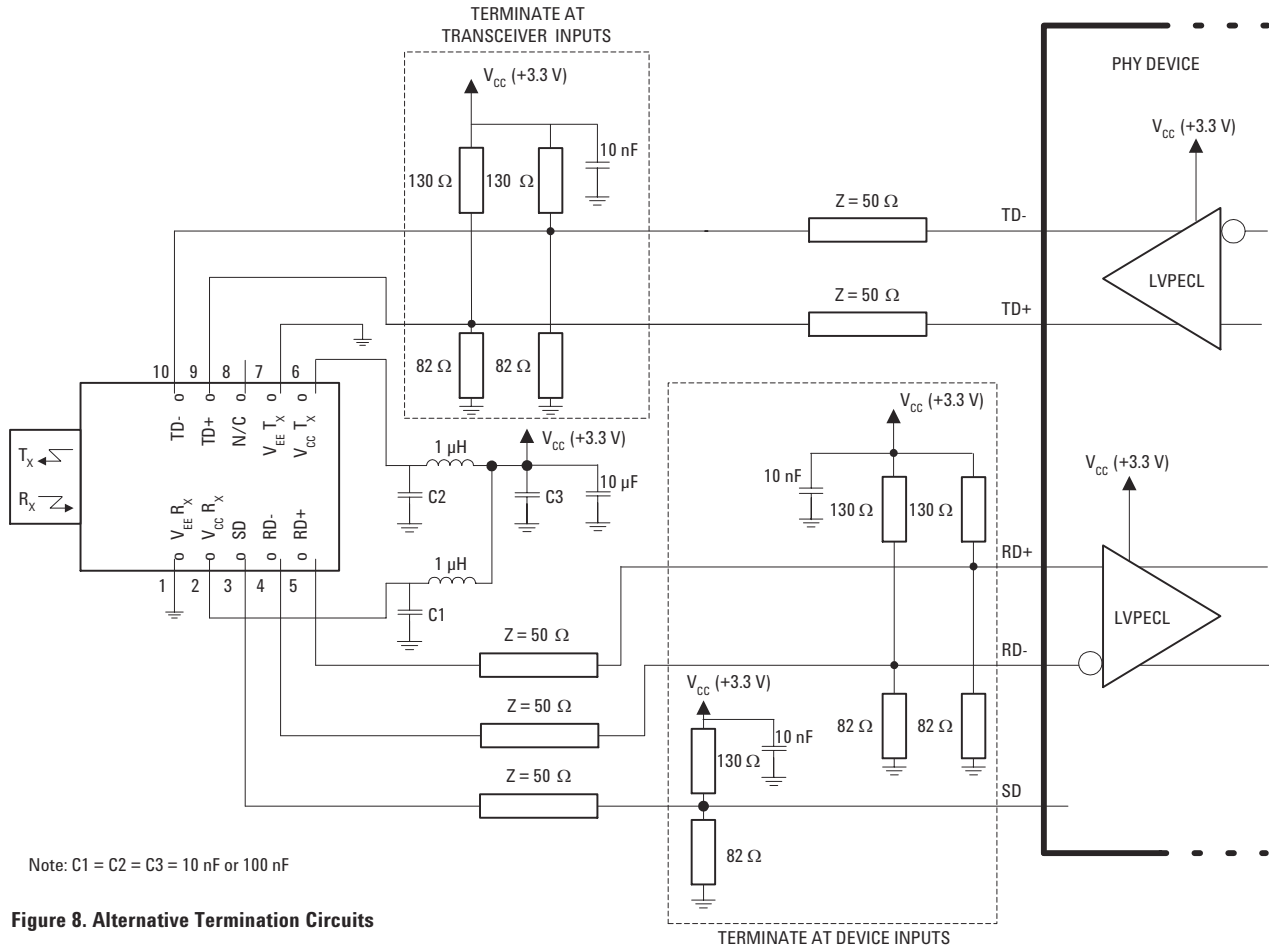 TERMINATE AT
TRANSCEIVER INPUTS
V_CC (+3.3 V)
10 nF
130 Ω
130 Ω
82 Ω
82 Ω
Z = 50 Ω
TD-
Z = 50 Ω
TD+
PHY DEVICE
V_CC (+3.3 V)
LVPECL
10
9
8
7
6
TD-
TD+
N/C
V_EE T_X
V_CC T_X
T_X
R_X
V_EE R_X
V_CC R_X
SD
RD-
RD+
1
2
3
4
5
1 µH
V_CC (+3.3 V)
C2
C3
10 µF
1 µH
C1
V_CC (+3.3 V)
10 nF
130 Ω
130 Ω
V_CC (+3.3 V)
RD+
LVPECL
Z = 50 Ω
RD-
V_CC (+3.3 V)
Z = 50 Ω
10 nF
130 Ω
82 Ω
82 Ω
Z = 50 Ω
SD
82 Ω
Note: C1 = C2 = C3 = 10 nF or 100 nF
Figure 8. Alternative Termination Circuits
TERMINATE AT DEVICE INPUTS